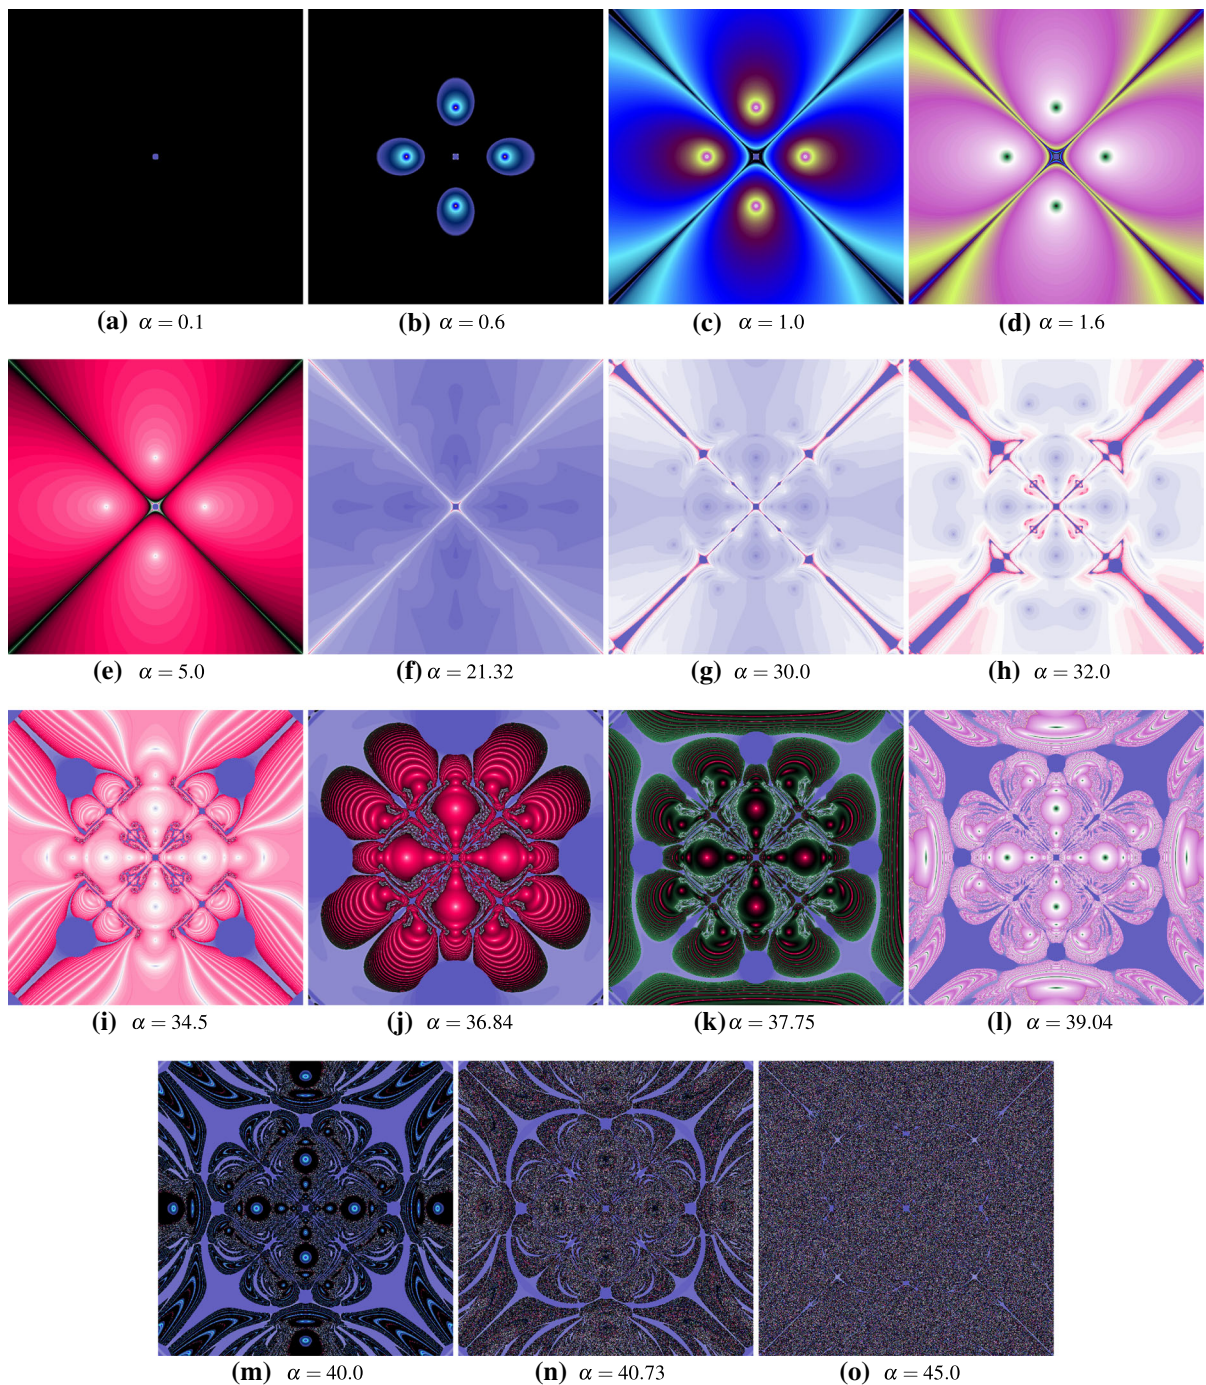 (a) α = 0.1
(b) α = 0.6
(c) α = 1.0
(d) α = 1.6
(e) α = 5.0
(f) α = 21.32
(g) α = 30.0
(h) α = 32.0
(i) α = 34.5
(j) α = 36.84
(k) α = 37.75
(l) α = 39.04
(m) α = 40.0
(n) α = 40.73
(o) α = 45.0